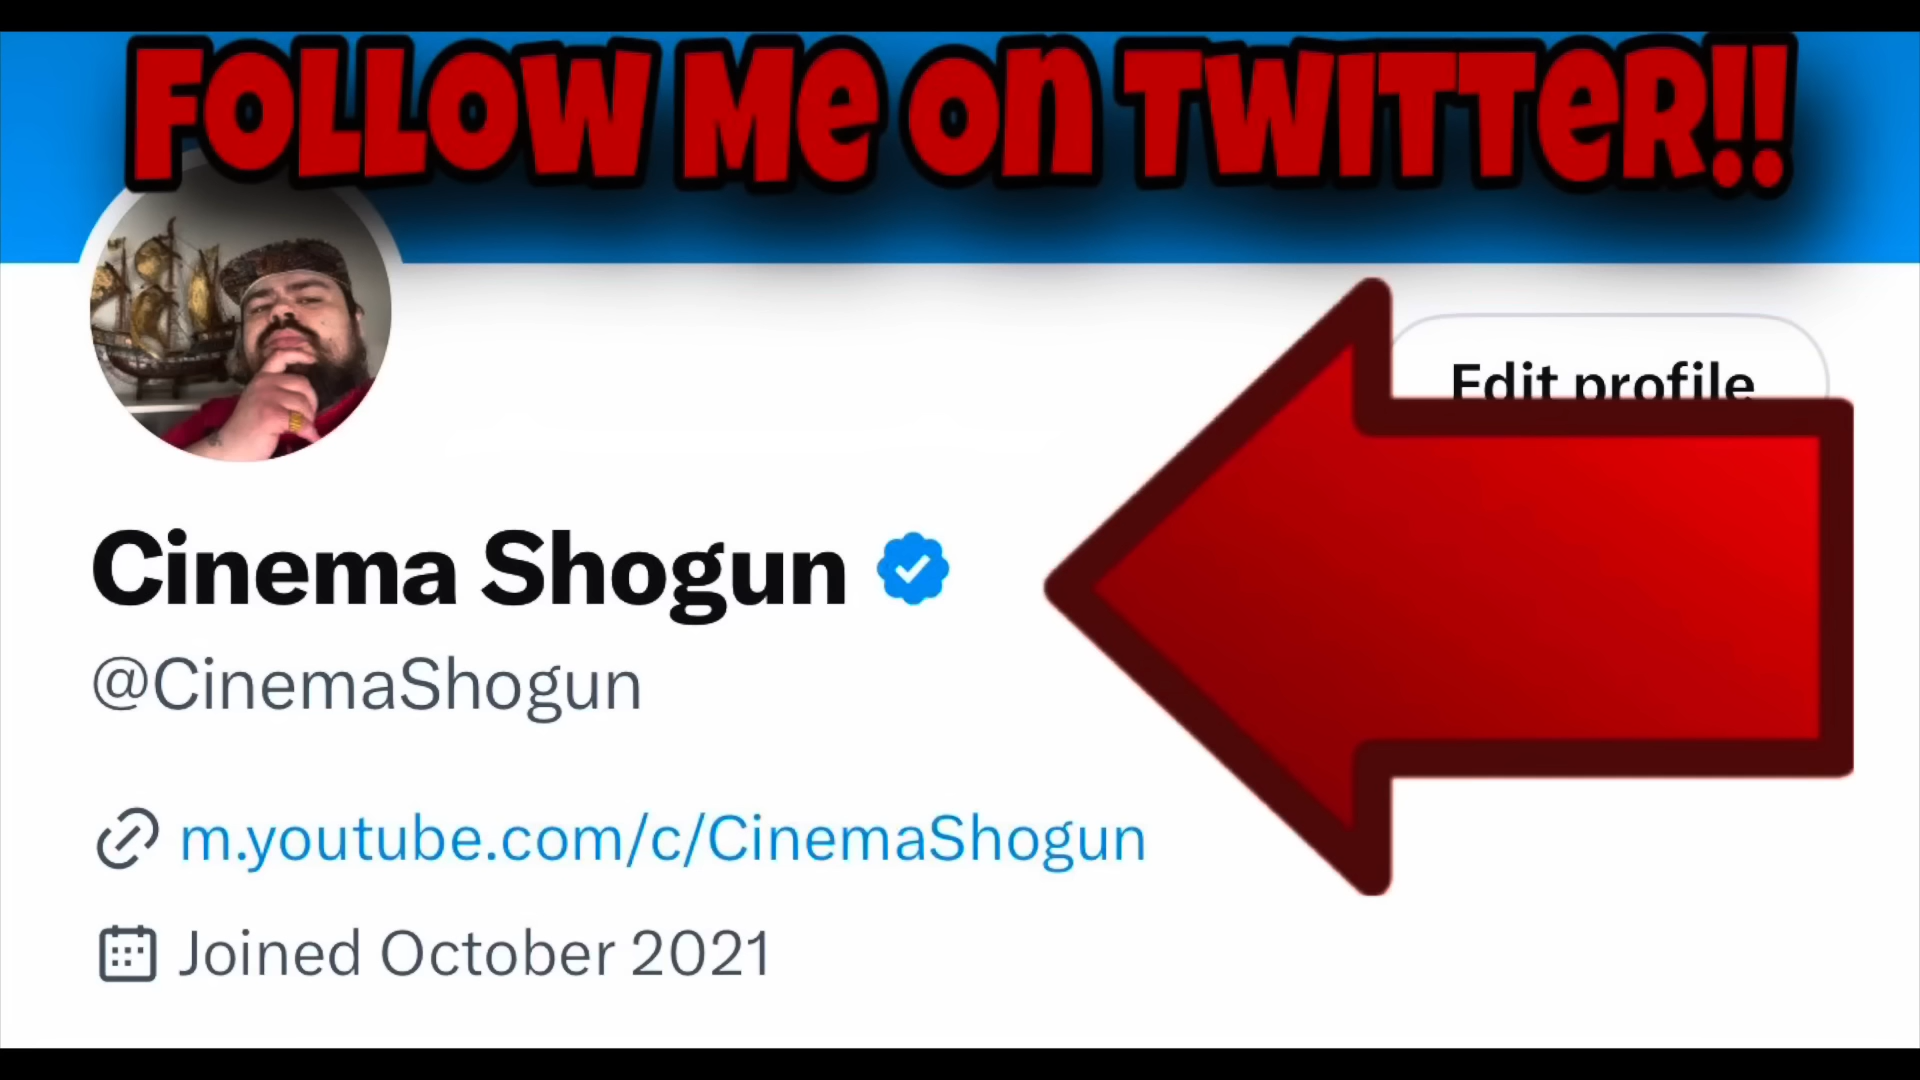 FOLLOW Me On TWITTeR!!
Edit profile
Cinema Shogun
@CinemaShogun
m.youtube.com/c/CinemaShogun
Joined October 2021